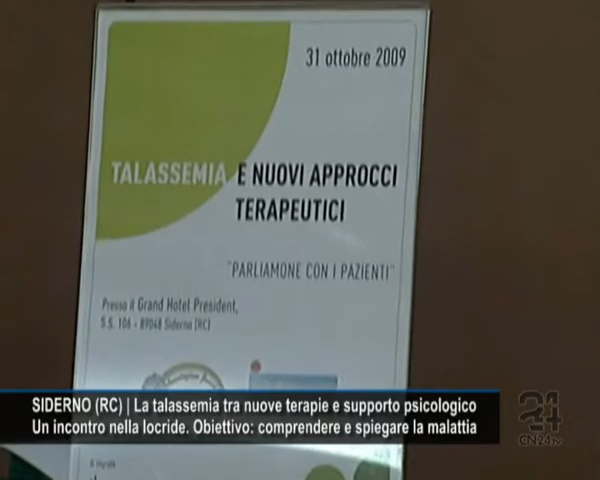 31 ottobre 2009
TALASSEMIA E NUOVI APPROCCI
TERAPEUTICI
"PARLIAMONE CON I PAZIENTI"
Presso il Grand Hotel President,
S.S. 106 - 89048 Siderno (RC)
SIDERNO (RC) | La talassemia tra nuove terapie e supporto psicologico
Un incontro nella locride. Obiettivo: comprendere e spiegare la malattia
24
CN24tv